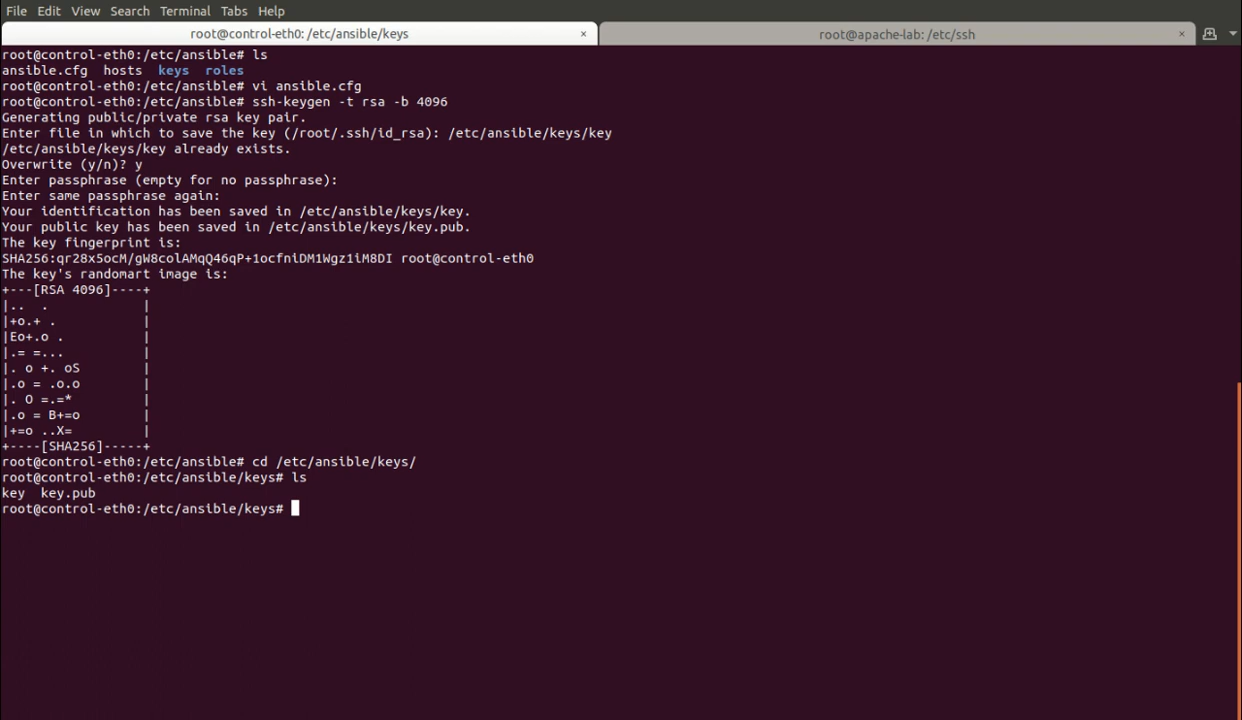 File Edit View Search Terminal Tabs Help
root@control-eth0: /etc/ansible/keys × root@apache-lab: /etc/ssh ×
root@control-eth0:/etc/ansible# ls
ansible.cfg  hosts  keys  roles
root@control-eth0:/etc/ansible# vi ansible.cfg
root@control-eth0:/etc/ansible# ssh-keygen -t rsa -b 4096
Generating public/private rsa key pair.
Enter file in which to save the key (/root/.ssh/id_rsa): /etc/ansible/keys/key
/etc/ansible/keys/key already exists.
Overwrite (y/n)? y
Enter passphrase (empty for no passphrase):
Enter same passphrase again:
Your identification has been saved in /etc/ansible/keys/key.
Your public key has been saved in /etc/ansible/keys/key.pub.
The key fingerprint is:
SHA256:qr28x5ocM/gW8colAMqQ46qP+1ocfniDM1Wgz1iM8DI root@control-eth0
The key's randomart image is:
+---[RSA 4096]----+
|..  .            |
|+o.+ .           |
|Eo+.o .          |
|.= =...          |
|. o +. oS        |
|.o = .o.o        |
|. O =.=*         |
|.o = B+=o        |
|+=o ..X=         |
+----[SHA256]-----+
root@control-eth0:/etc/ansible# cd /etc/ansible/keys/
root@control-eth0:/etc/ansible/keys# ls
key  key.pub
root@control-eth0:/etc/ansible/keys#